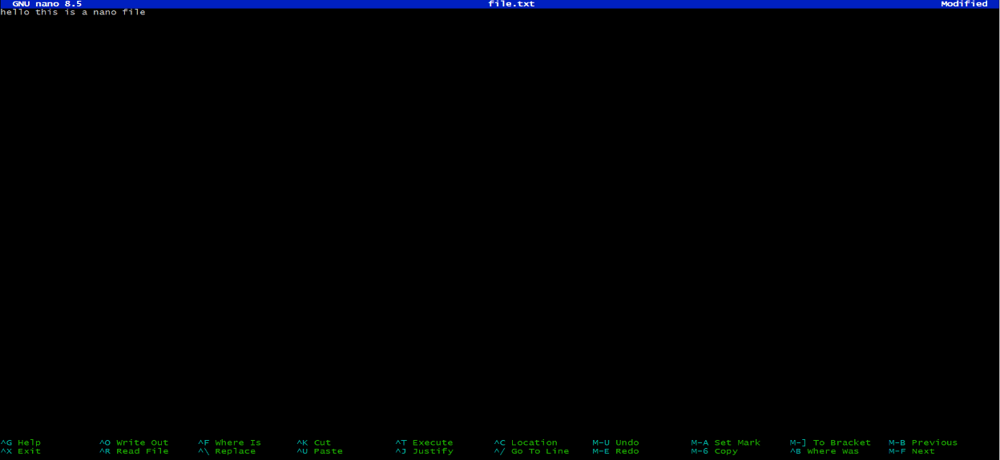 GNU nano 8.5 file.txt Modified
hello this is a nano file
^G Help ^O Write Out ^F Where Is ^K Cut ^T Execute ^C Location M-U Undo M-A Set Mark M-] To Bracket M-B Previous
^X Exit ^R Read File ^\ Replace ^U Paste ^J Justify ^/ Go To Line M-E Redo M-6 Copy ^B Where Was M-F Next